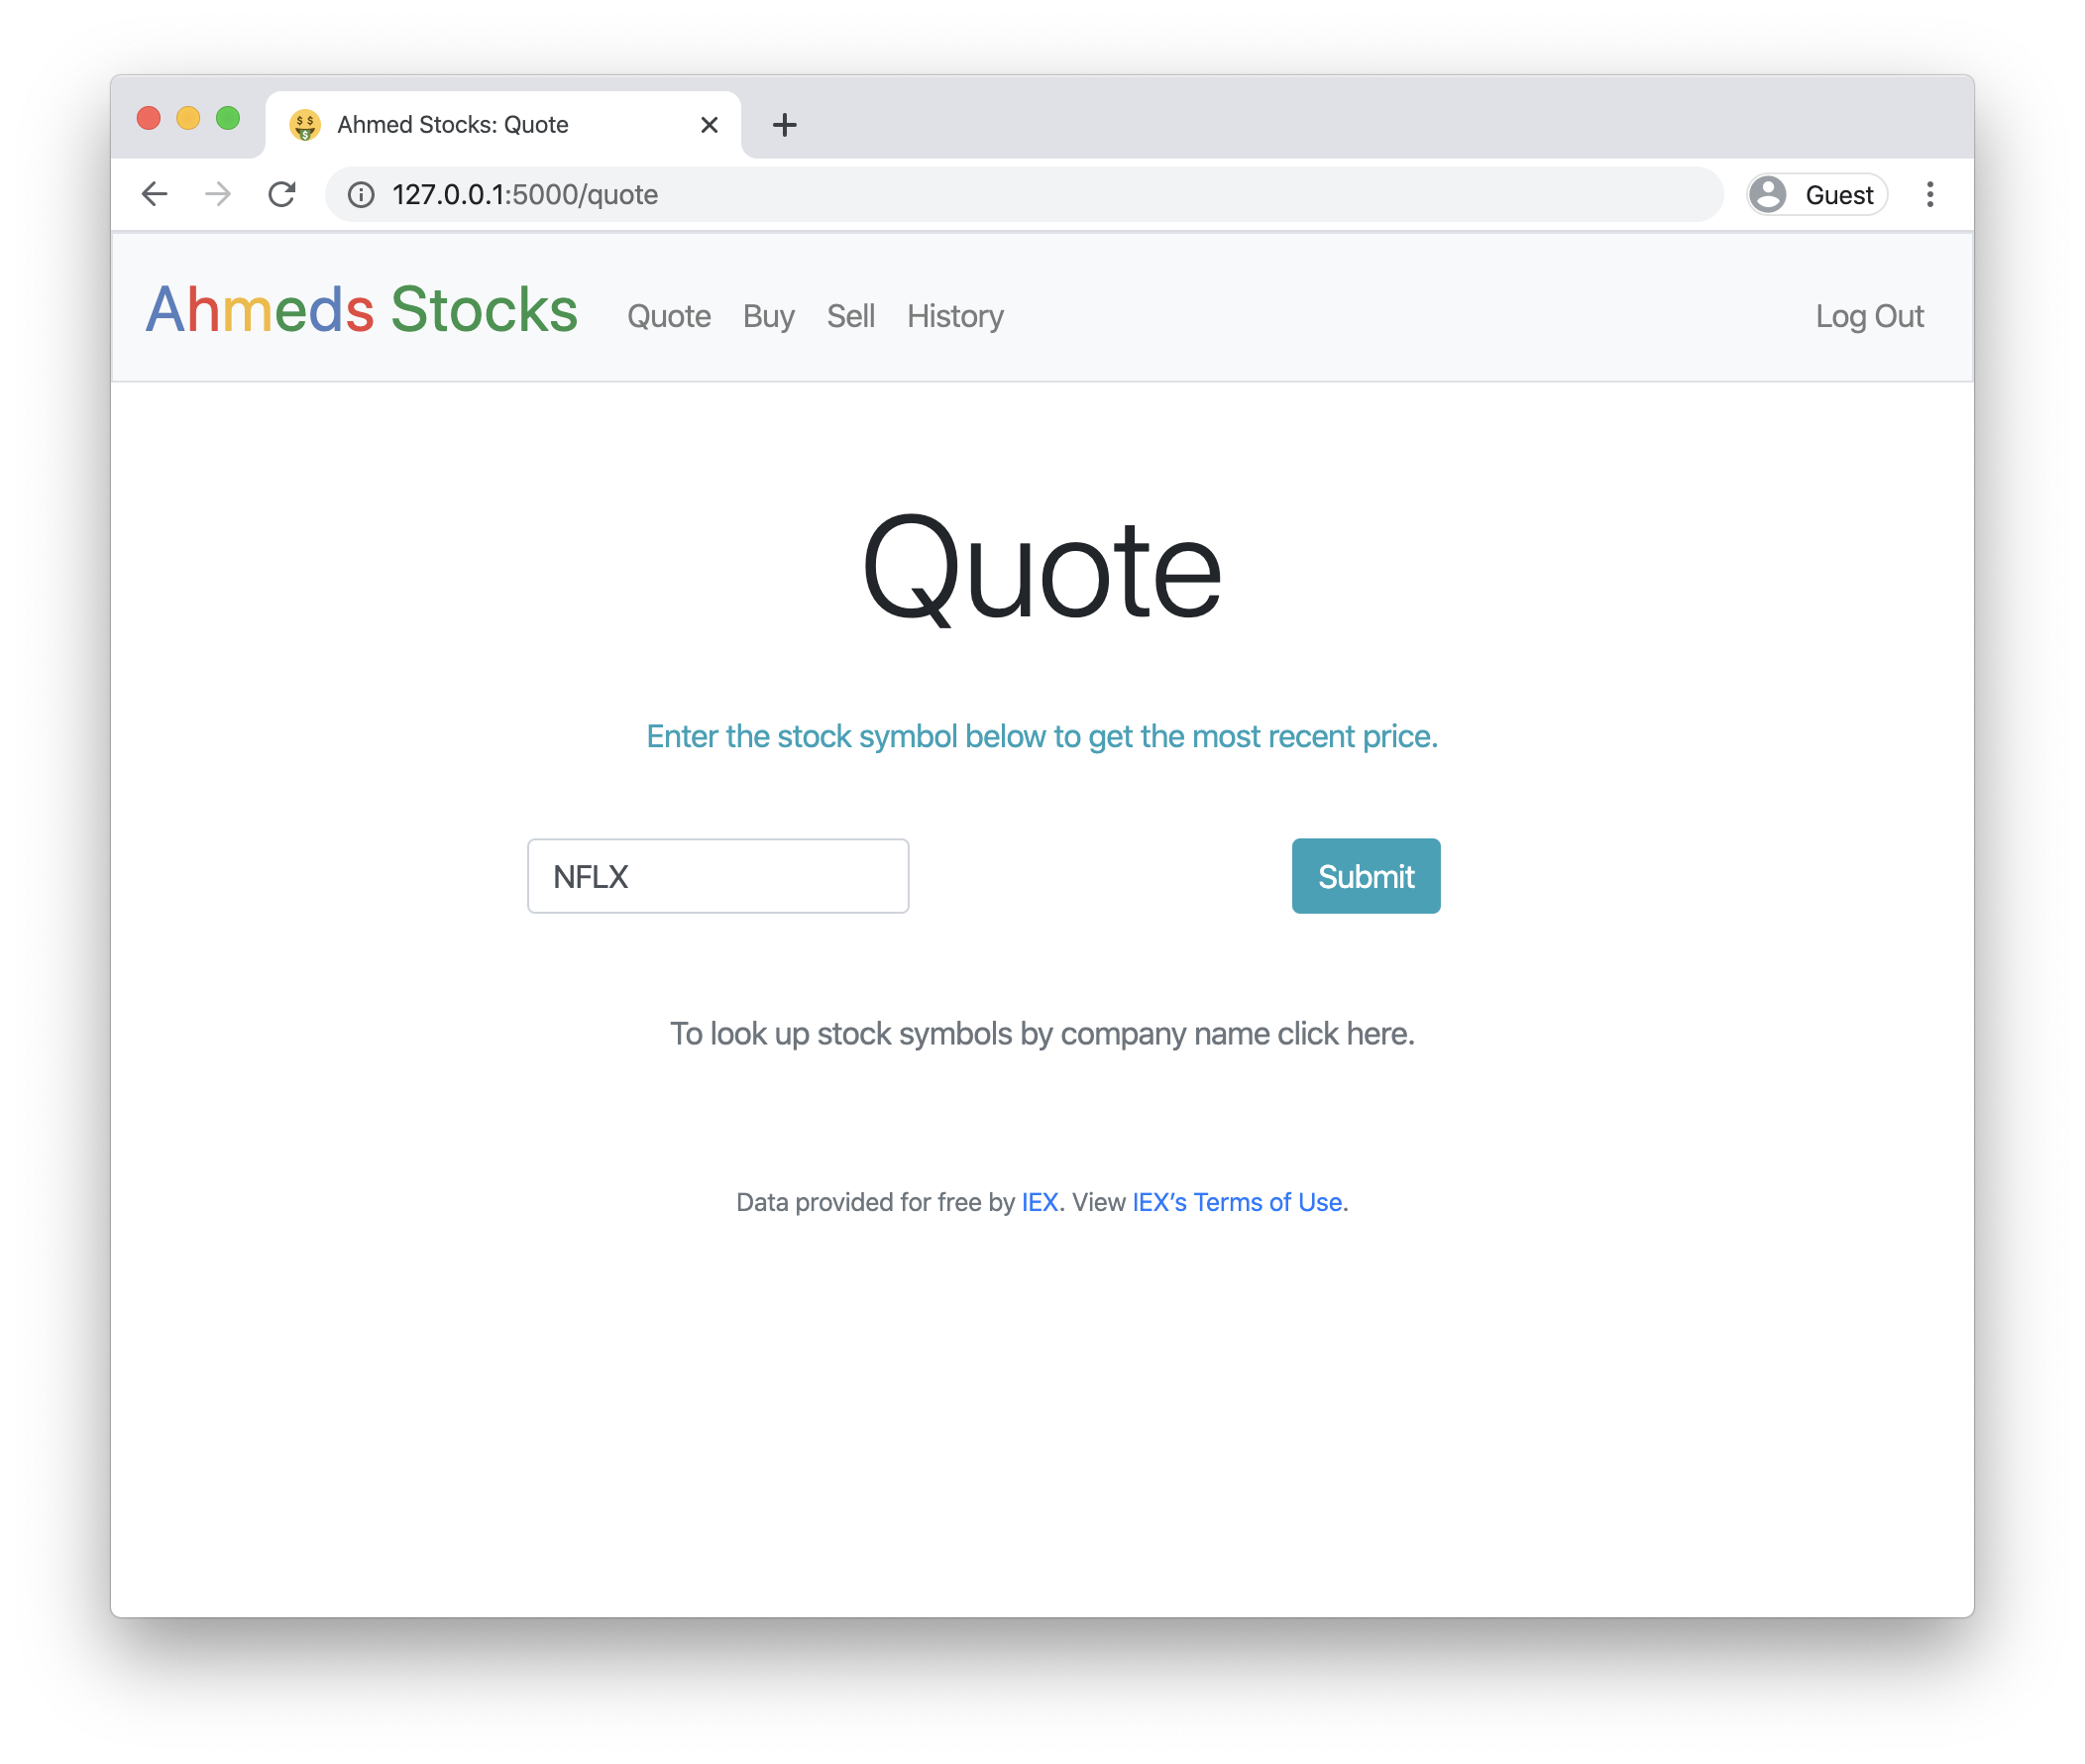 Ahmed Stocks: Quote
127.0.0.1:5000/quote
Guest
Ahmeds Stocks Quote Buy Sell History Log Out
Quote
Enter the stock symbol below to get the most recent price.
NFLX Submit
To look up stock symbols by company name click here.
Data provided for free by IEX. View IEX’s Terms of Use.